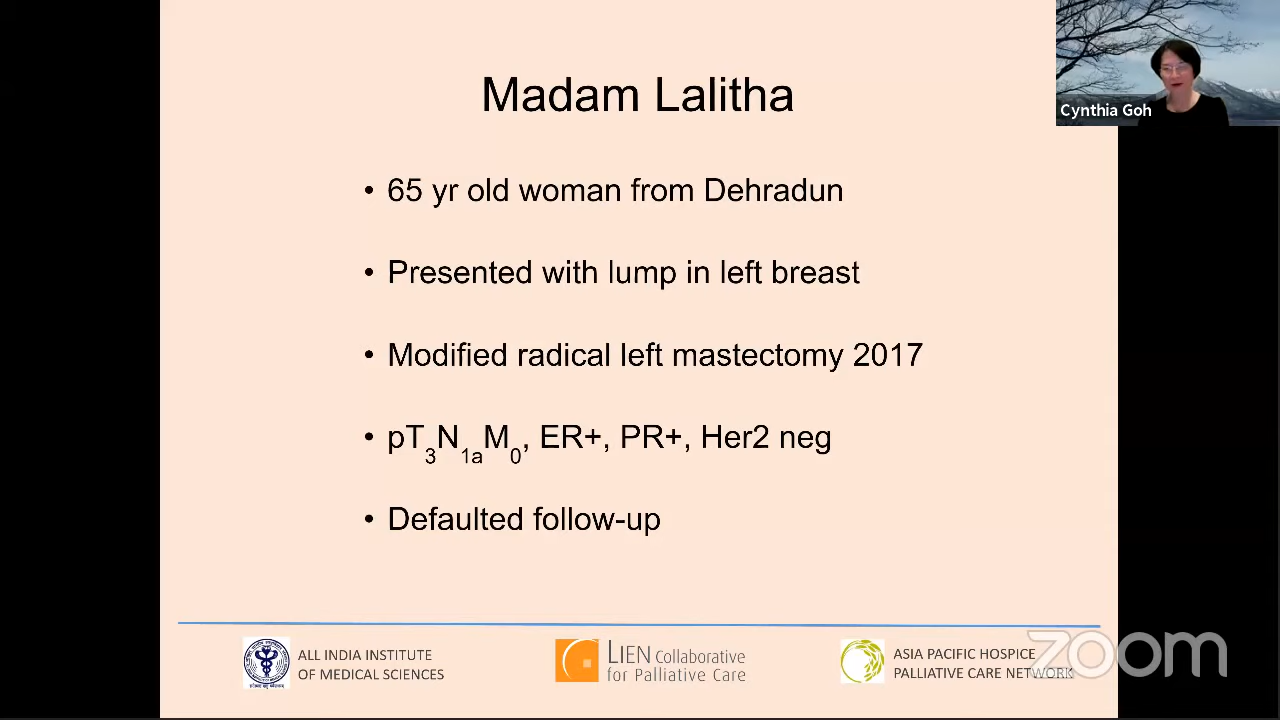 Madam Lalitha
Cynthia Goh
• 65 yr old woman from Dehradun
• Presented with lump in left breast
• Modified radical left mastectomy 2017
• pT3N1aM0, ER+, PR+, Her2 neg
• Defaulted follow-up
ALL INDIA INSTITUTE
OF MEDICAL SCIENCES
LIEN Collaborative
for Palliative Care
ASIA PACIFIC HOSPICE
PALLIATIVE CARE NETWORK
zoom